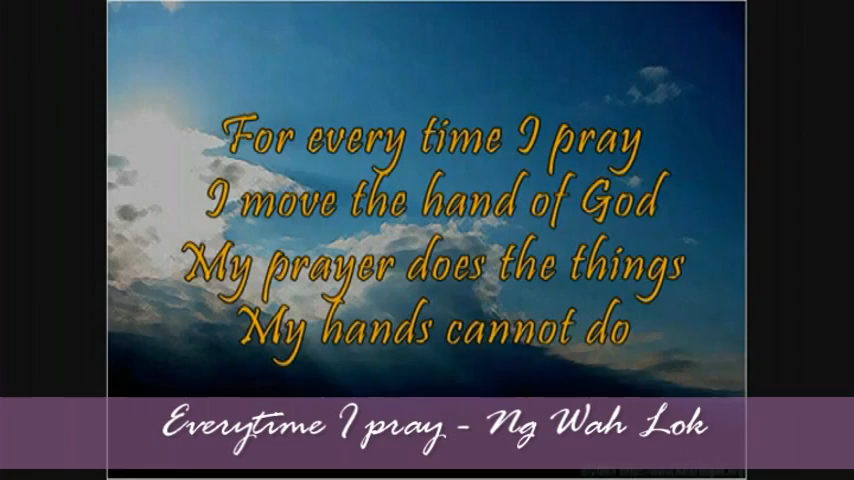 For every time I pray
I move the hand of God
My prayer does the things
My hands cannot do
Everytime I pray - Ng Wah Lok